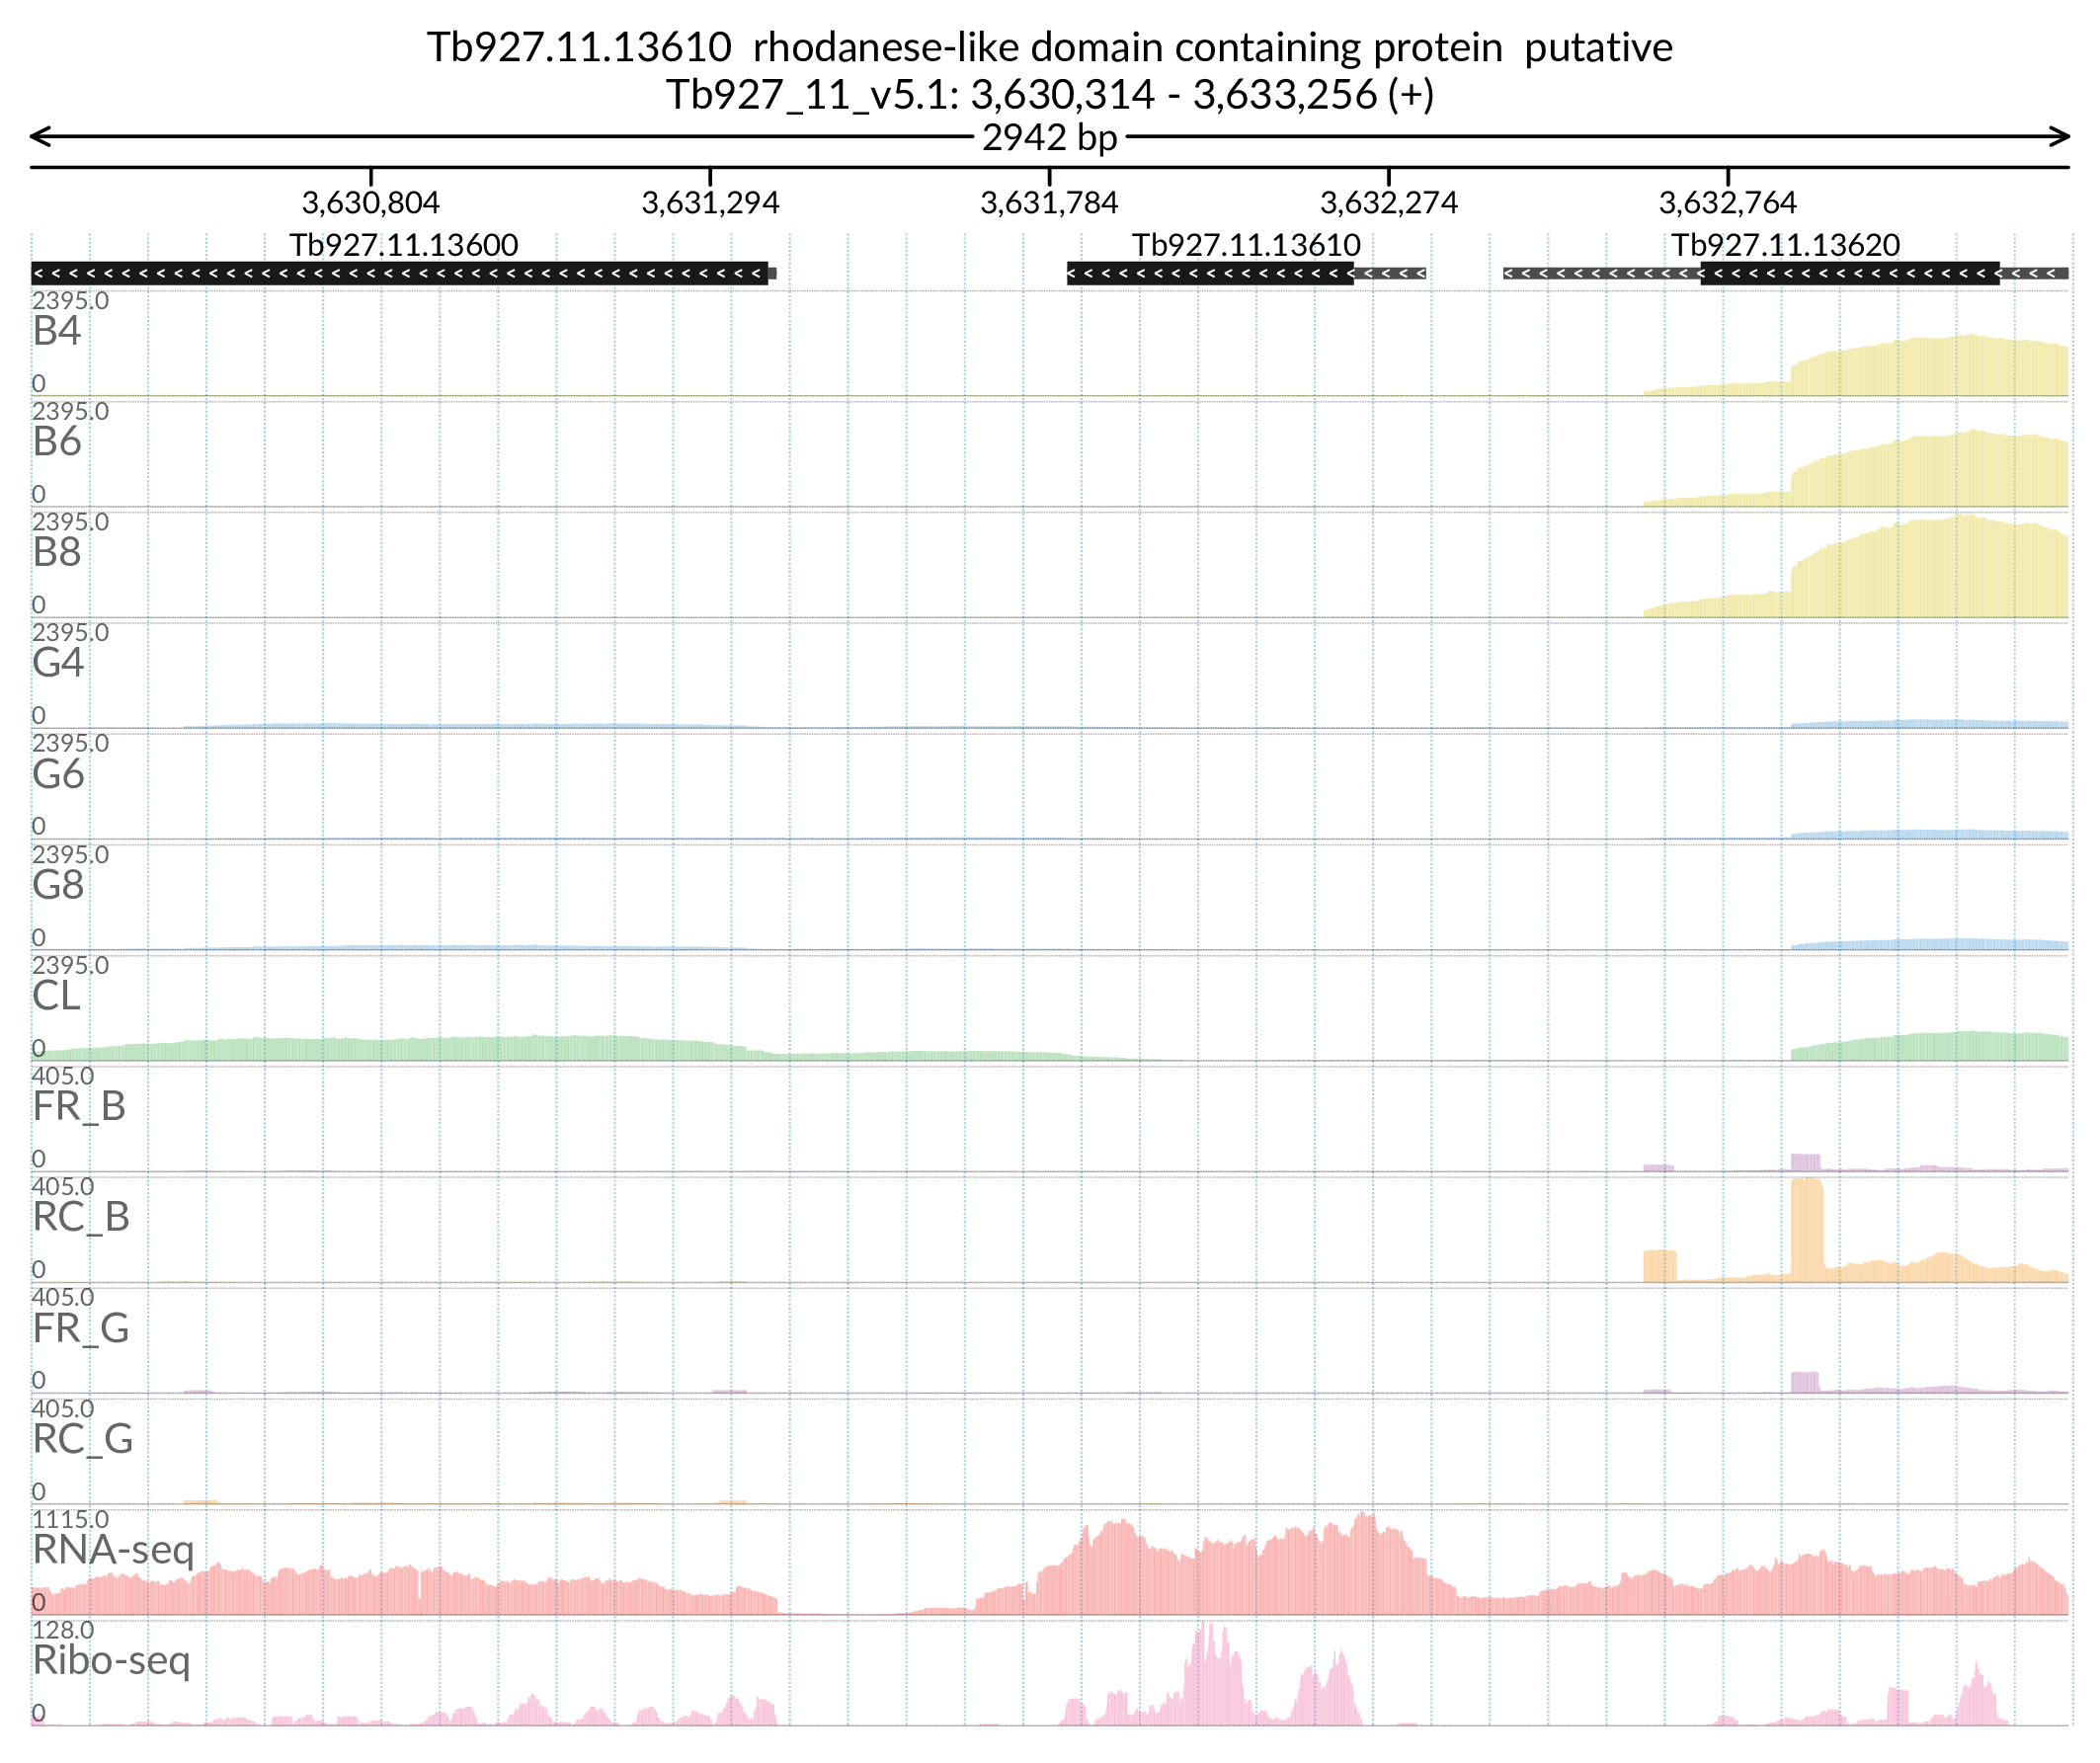 Tb927.11.13610  rhodanese-like domain containing protein  putative
Tb927_11_v5.1: 3,630,314 - 3,633,256 (+)
2942 bp
3,630,804 3,631,294 3,631,784 3,632,274 3,632,764
Tb927.11.13600 Tb927.11.13610 Tb927.11.13620
2395.0
B4
0
2395.0
B6
0
2395.0
B8
0
2395.0
G4
0
2395.0
G6
0
2395.0
G8
0
2395.0
CL
0
405.0
FR_B
0
405.0
RC_B
0
405.0
FR_G
0
405.0
RC_G
0
1115.0
RNA-seq
0
128.0
Ribo-seq
0